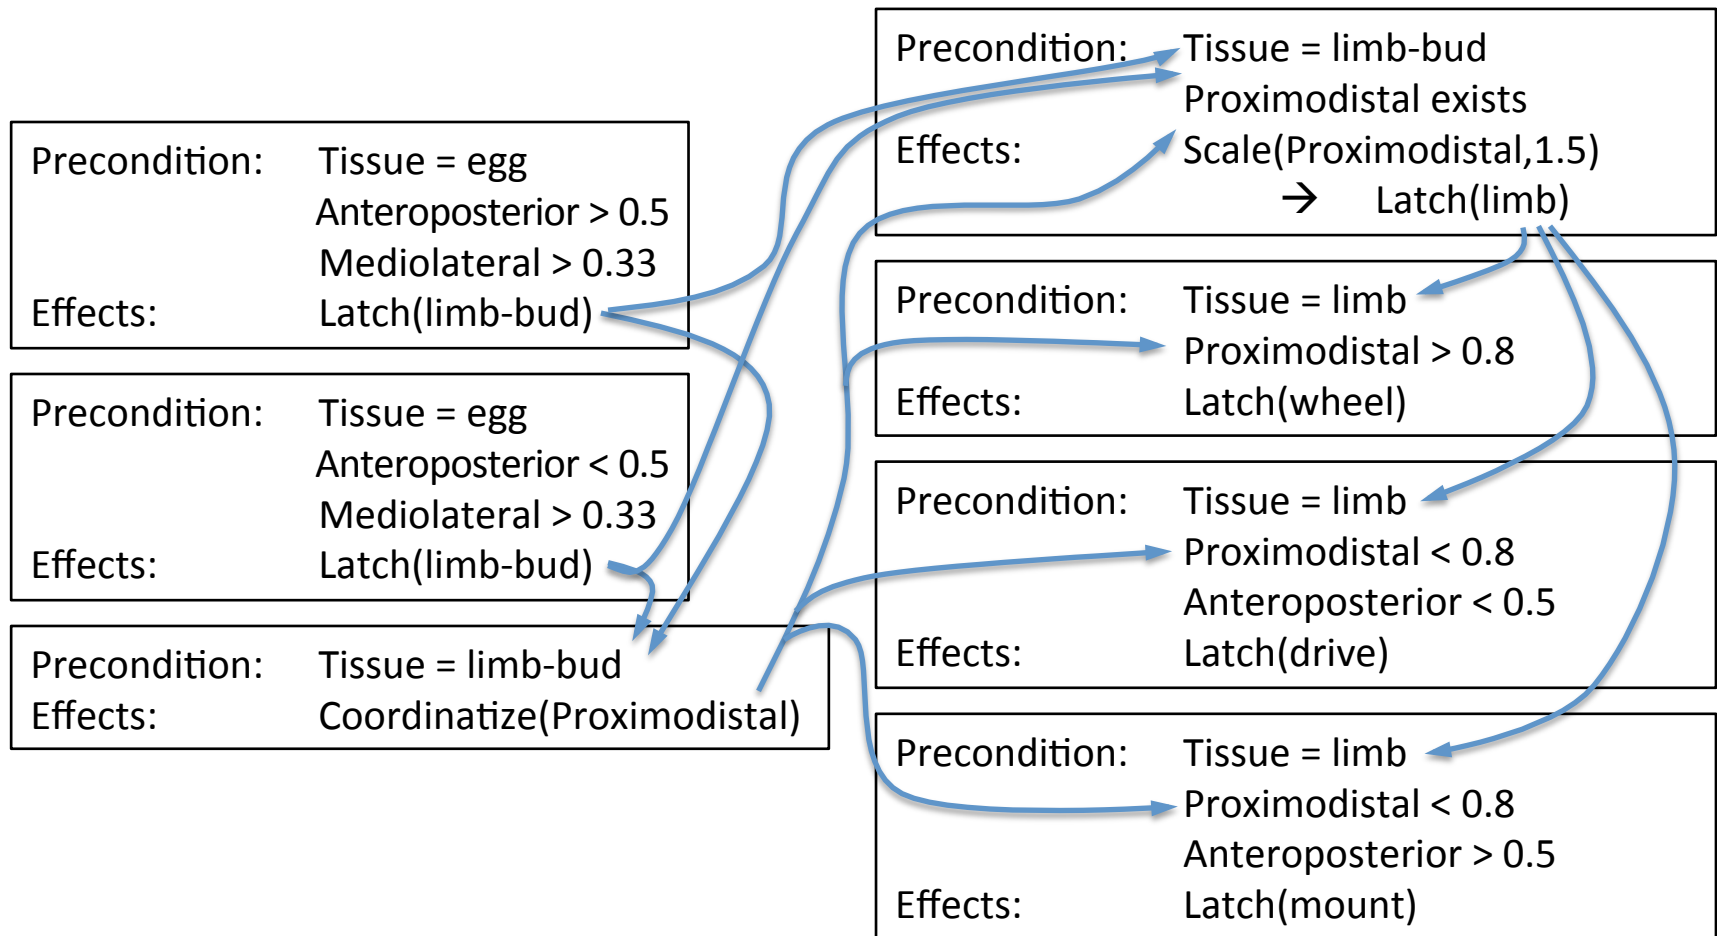 Precondition: Tissue = egg
Anteroposterior > 0.5
Mediolateral > 0.33
Effects: Latch(limb-bud)
Precondition: Tissue = egg
Anteroposterior < 0.5
Mediolateral > 0.33
Effects: Latch(limb-bud)
Precondition: Tissue = limb-bud
Effects: Coordinatize(Proximodistal)
Precondition: Tissue = limb-bud
Proximodistal exists
Effects: Scale(Proximodistal,1.5)
→ Latch(limb)
Precondition: Tissue = limb
Proximodistal > 0.8
Effects: Latch(wheel)
Precondition: Tissue = limb
Proximodistal < 0.8
Anteroposterior < 0.5
Effects: Latch(drive)
Precondition: Tissue = limb
Proximodistal < 0.8
Anteroposterior > 0.5
Effects: Latch(mount)